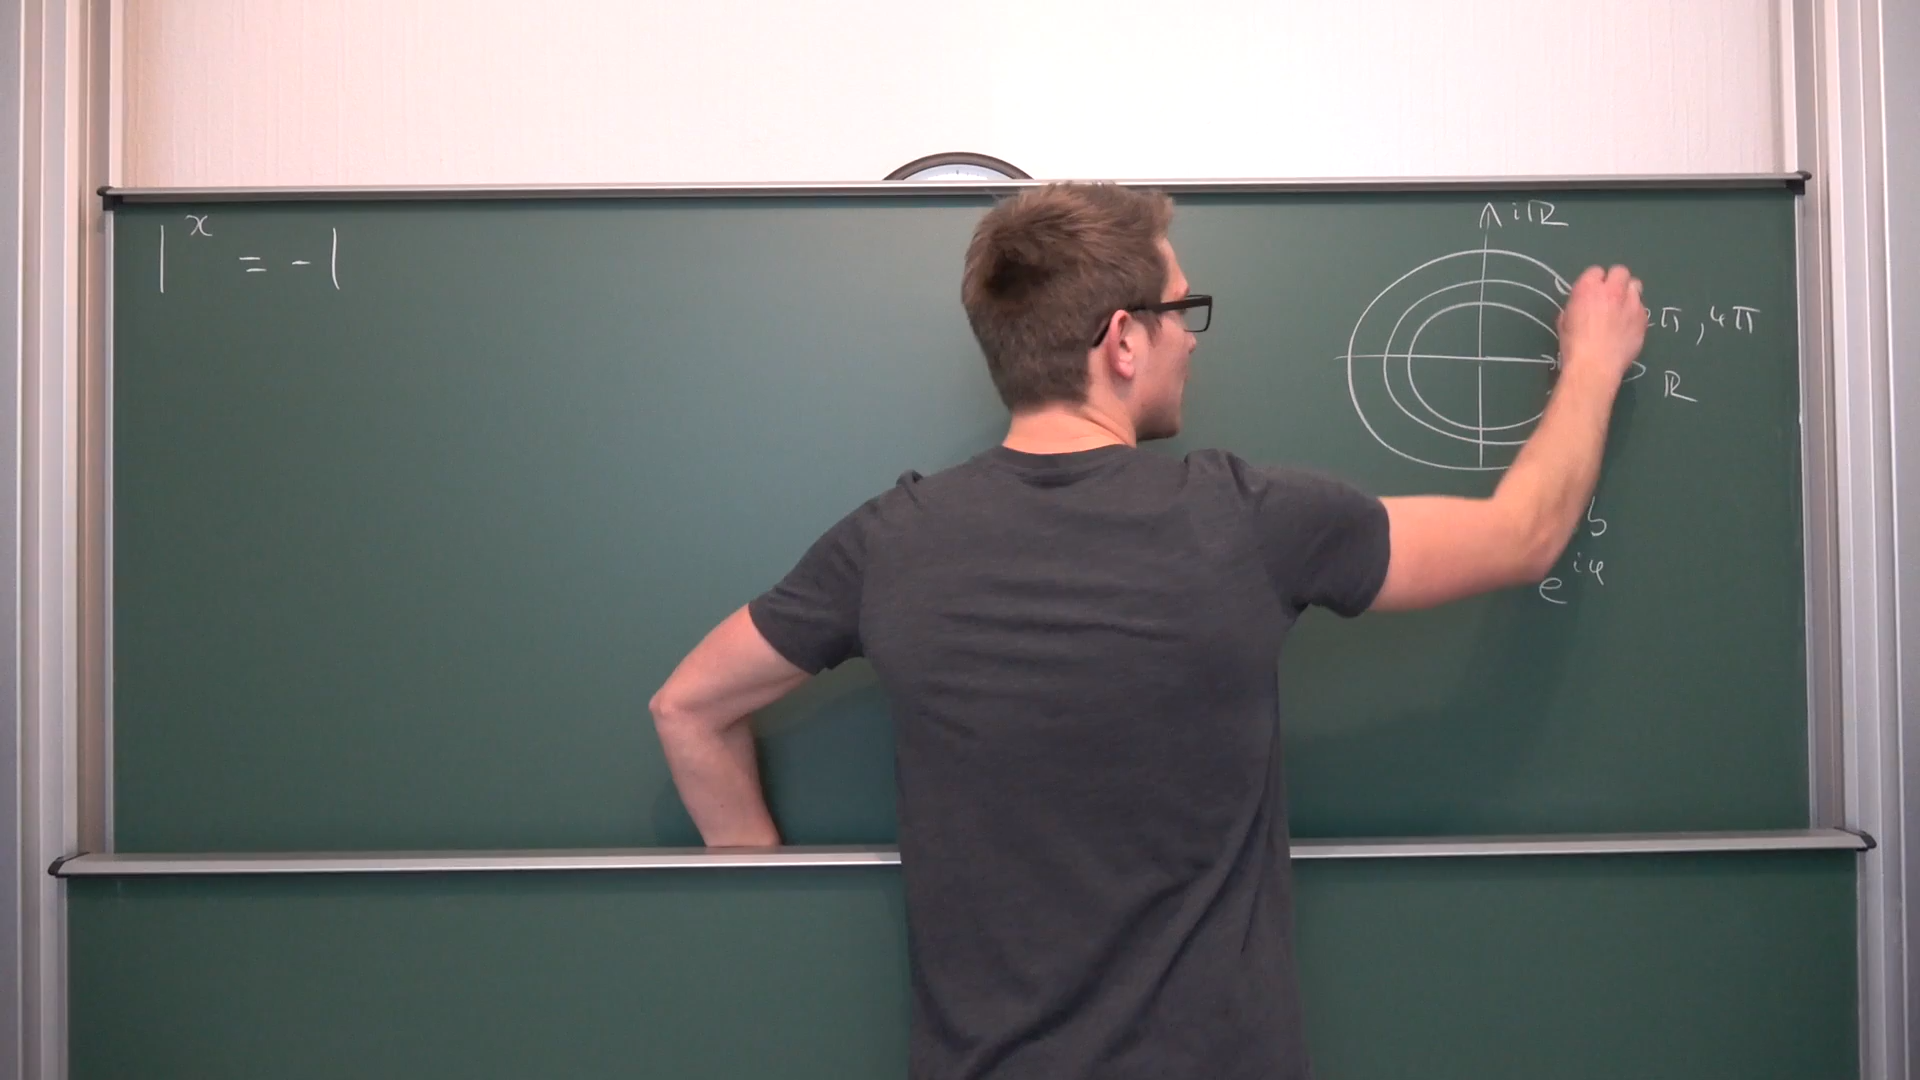 1^x = -1
iℝ
2π, 4π
ℝ
b
e^{iφ}